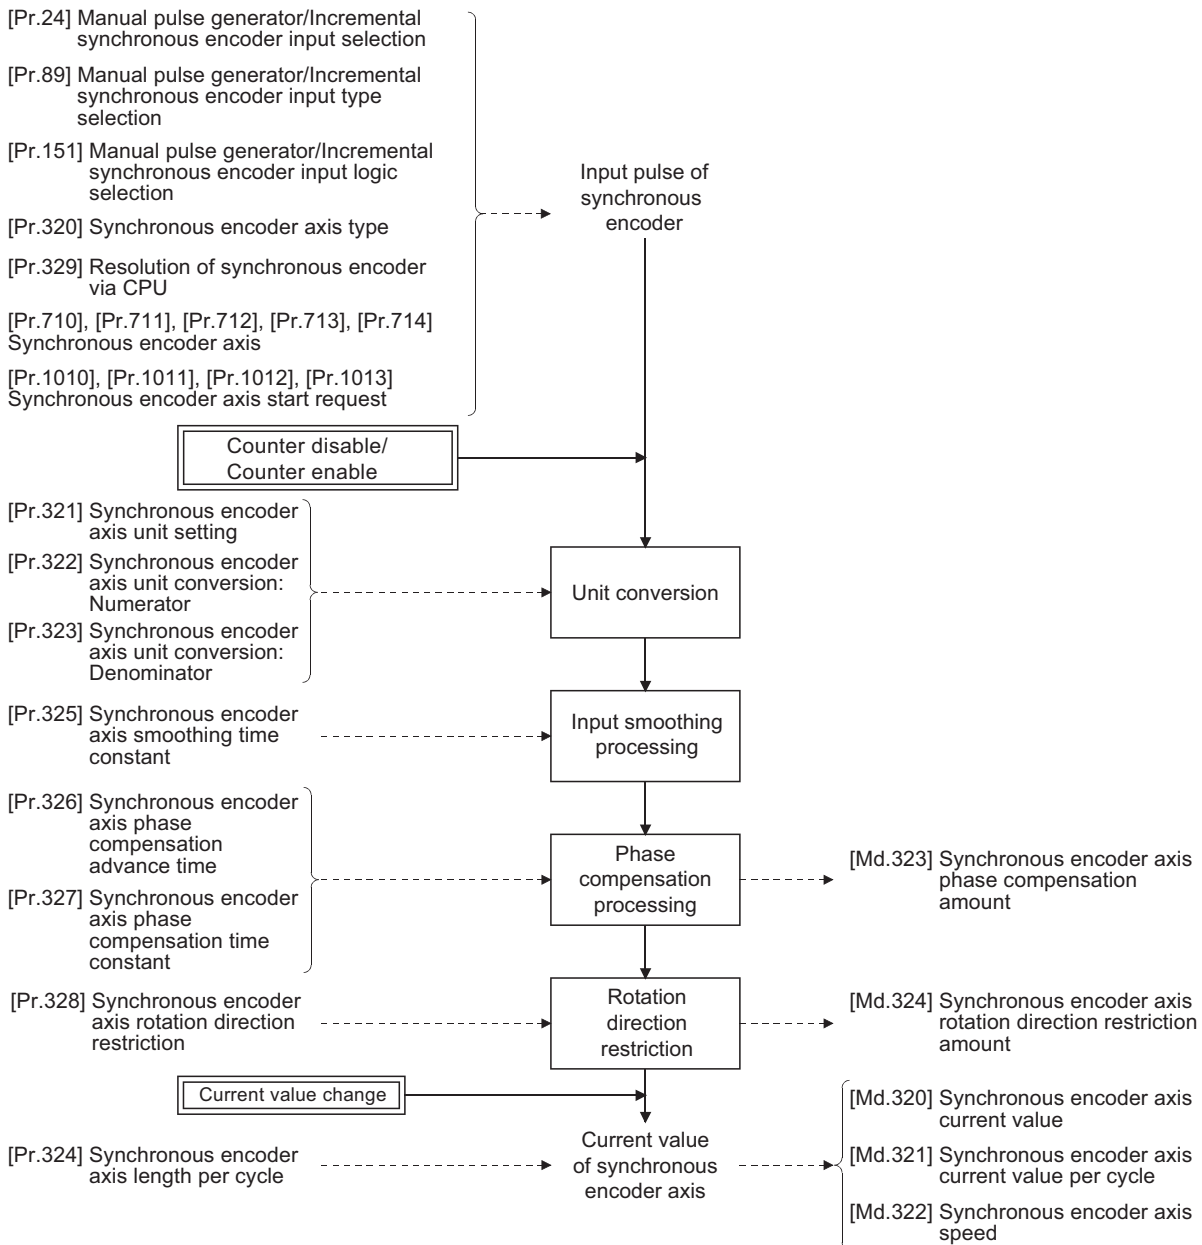 [Pr.24] Manual pulse generator/Incremental
synchronous encoder input selection
[Pr.89] Manual pulse generator/Incremental
synchronous encoder input type
selection
[Pr.151] Manual pulse generator/Incremental
synchronous encoder input logic
selection
[Pr.320] Synchronous encoder axis type
[Pr.329] Resolution of synchronous encoder
via CPU
[Pr.710], [Pr.711], [Pr.712], [Pr.713], [Pr.714]
Synchronous encoder axis
[Pr.1010], [Pr.1011], [Pr.1012], [Pr.1013]
Synchronous encoder axis start request
Input pulse of
synchronous
encoder
Counter disable/
Counter enable
[Pr.321] Synchronous encoder
axis unit setting
[Pr.322] Synchronous encoder
axis unit conversion:
Numerator
[Pr.323] Synchronous encoder
axis unit conversion:
Denominator
Unit conversion
[Pr.325] Synchronous encoder
axis smoothing time
constant
Input smoothing
processing
[Pr.326] Synchronous encoder
axis phase
compensation
advance time
[Pr.327] Synchronous encoder
axis phase
compensation time
constant
Phase
compensation
processing
[Md.323] Synchronous encoder axis
phase compensation
amount
[Pr.328] Synchronous encoder
axis rotation direction
restriction
Rotation
direction
restriction
[Md.324] Synchronous encoder axis
rotation direction restriction
amount
Current value change
[Pr.324] Synchronous encoder
axis length per cycle
Current value
of synchronous
encoder axis
[Md.320] Synchronous encoder axis
current value
[Md.321] Synchronous encoder axis
current value per cycle
[Md.322] Synchronous encoder axis
speed